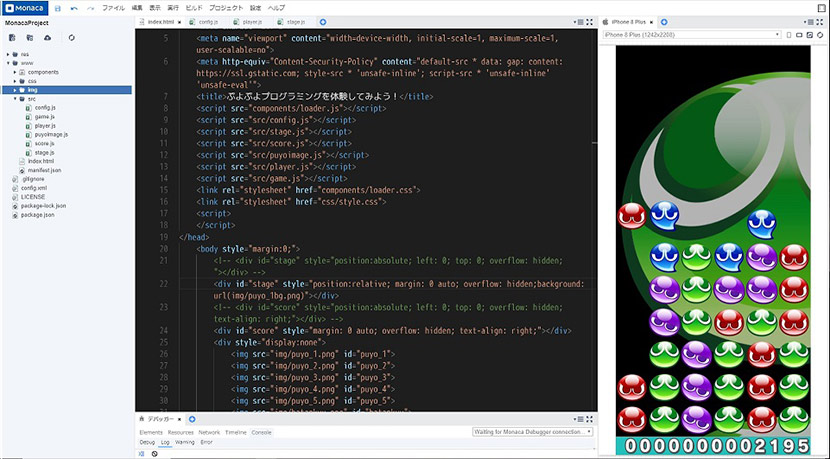 Monaca ファイル 編集 表示 実行 ビルド プロジェクト 設定 ヘルプ
MonacaProject
res
www
components
css
img
src
config.js
game.js
player.js
puyoimage.js
score.js
stage.js
index.html
manifest.json
.gitignore
config.xml
LICENSE
package-lock.json
package.json
index.html config.js player.js stage.js
5 <meta name="viewport" content="width=device-width, initial-scale=1, maximum-scale=1,
user-scalable=no">
6 <meta http-equiv="Content-Security-Policy" content="default-src * data: gap: content:
https://ssl.gstatic.com; style-src * 'unsafe-inline'; script-src * 'unsafe-inline'
'unsafe-eval'">
7 <title>ぷよぷよプログラミングを体験してみよう！</title>
8 <script src="components/loader.js"></script>
9 <script src="src/config.js"></script>
10 <script src="src/stage.js"></script>
11 <script src="src/score.js"></script>
12 <script src="src/puyoimage.js"></script>
13 <script src="src/player.js"></script>
14 <script src="src/game.js"></script>
15 <link rel="stylesheet" href="components/loader.css">
16 <link rel="stylesheet" href="css/style.css">
17 <script>
18 </script>
19 </head>
20 <body style="margin:0;">
21 <!-- <div id="stage" style="position:absolute; left: 0; top: 0; overflow: hidden;
"></div> -->
22 <div id="stage" style="position:relative; margin: 0 auto; overflow: hidden;background:
url(img/puyo_1bg.png)"></div>
23 <!-- <div id="score" style="position:absolute; left: 0; top: 0; overflow: hidden;
text-align: right;"></div> -->
24 <div id="score" style="margin: 0 auto; overflow: hidden; text-align: right;"></div>
25 <div style="display:none">
26 <img src="img/puyo_1.png" id="puyo_1">
27 <img src="img/puyo_2.png" id="puyo_2">
28 <img src="img/puyo_3.png" id="puyo_3">
29 <img src="img/puyo_4.png" id="puyo_4">
30 <img src="img/puyo_5.png" id="puyo_5">
デバッガー
Elements Resources Network Timeline Console
Waiting for Monaca Debugger connection...
Debug Log Warning Error
iPhone 8 Plus
iPhone 8 Plus (1242x2208)
0000000002195